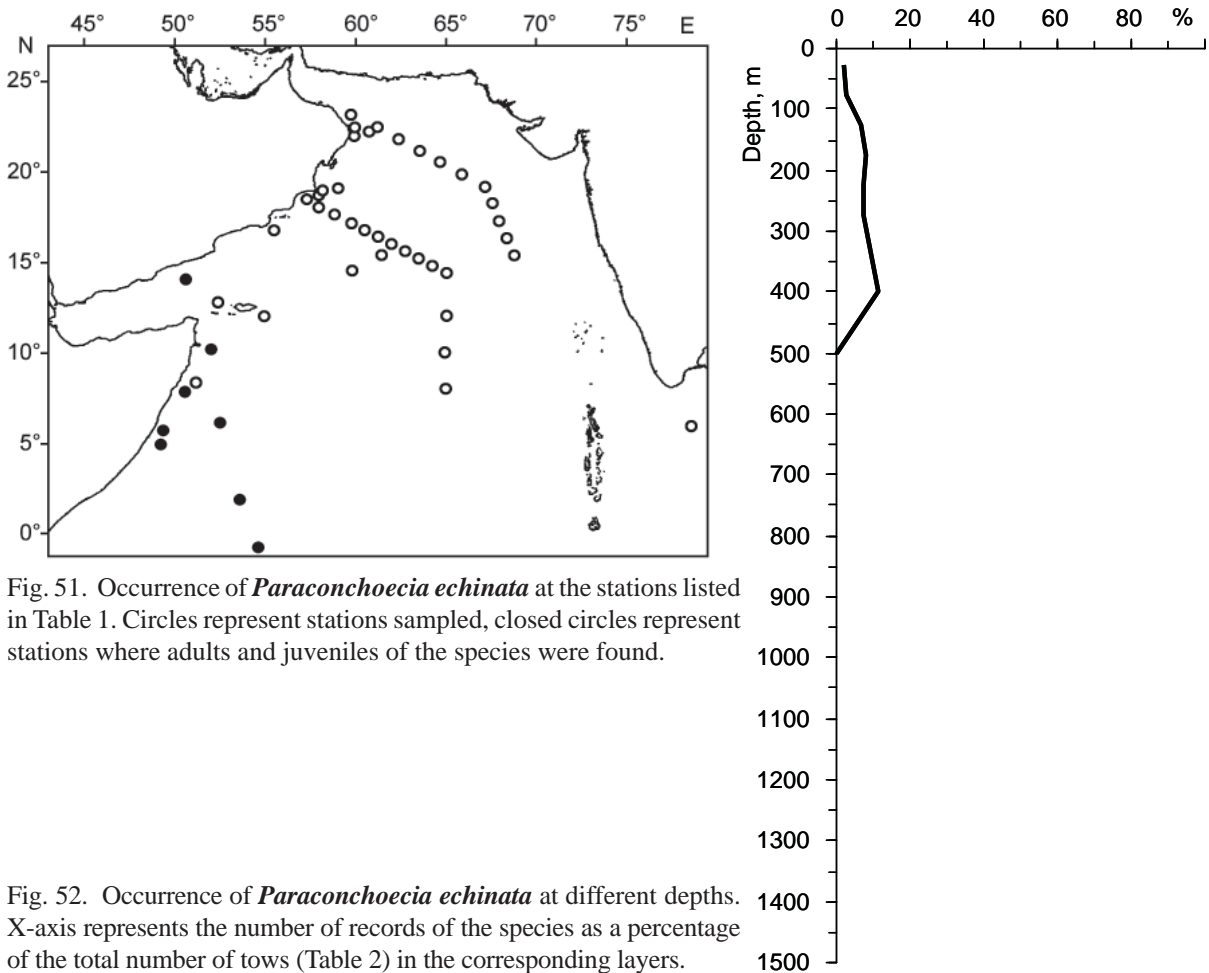 45° 50° 55° 60° 65° 70° 75° E
N
25°
20°
15°
10°
5°
0°
Fig. 51. Occurrence of Paraconchoecia echinata at the stations listed
in Table 1. Circles represent stations sampled, closed circles represent
stations where adults and juveniles of the species were found.
0 20 40 60 80 %
Depth, m
0
100
200
300
400
500
600
700
800
900
1000
1100
1200
1300
1400
1500
Fig. 52. Occurrence of Paraconchoecia echinata at different depths.
X-axis represents the number of records of the species as a percentage
of the total number of tows (Table 2) in the corresponding layers.